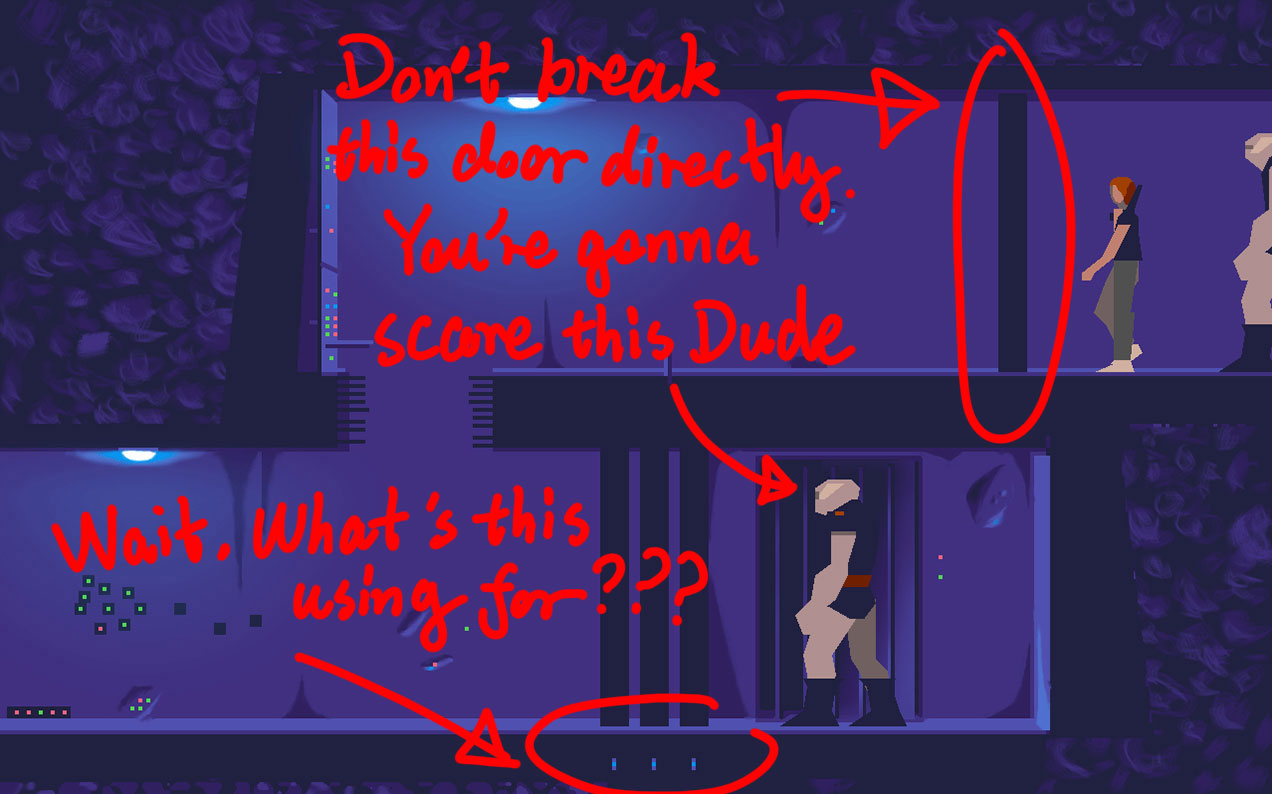 Don't break
this door directly.
You're gonna
scare this Dude
Wait. What's this
using for???